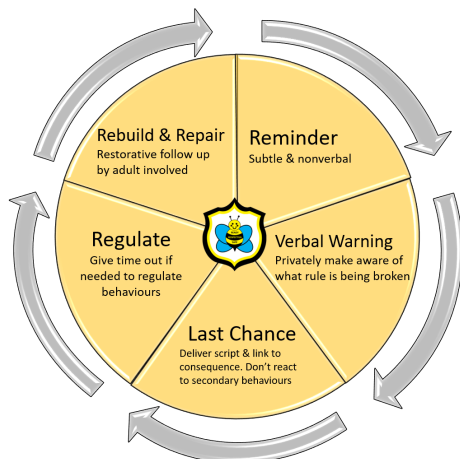 Reminder
Subtle & nonverbal
Verbal Warning
Privately make aware of
what rule is being broken
Last Chance
Deliver script & link to
consequence. Don't react
to secondary behaviours
Regulate
Give time out if
needed to regulate
behaviours
Rebuild & Repair
Restorative follow up
by adult involved